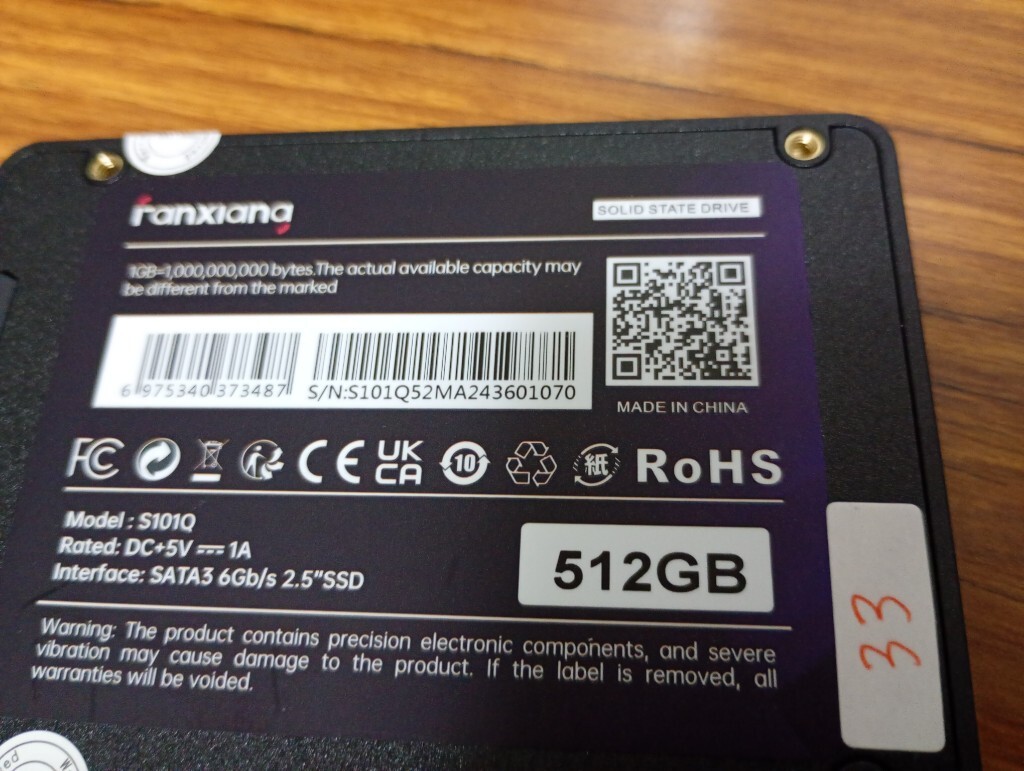 Fanxiang
SOLID STATE DRIVE
1GB=1,000,000,000 bytes.The actual available capacity may
be different from the marked
6 975340 373487
S/N:S101Q52MA243601070
MADE IN CHINA
FC
CE
UK
CA
10
紙
RoHS
Model : S101Q
Rated: DC+5V ⎓ 1A
Interface: SATA3 6Gb/s 2.5"SSD
512GB
33
Warning: The product contains precision electronic components, and severe
vibration may cause damage to the product. If the label is removed, all
warranties will be voided.